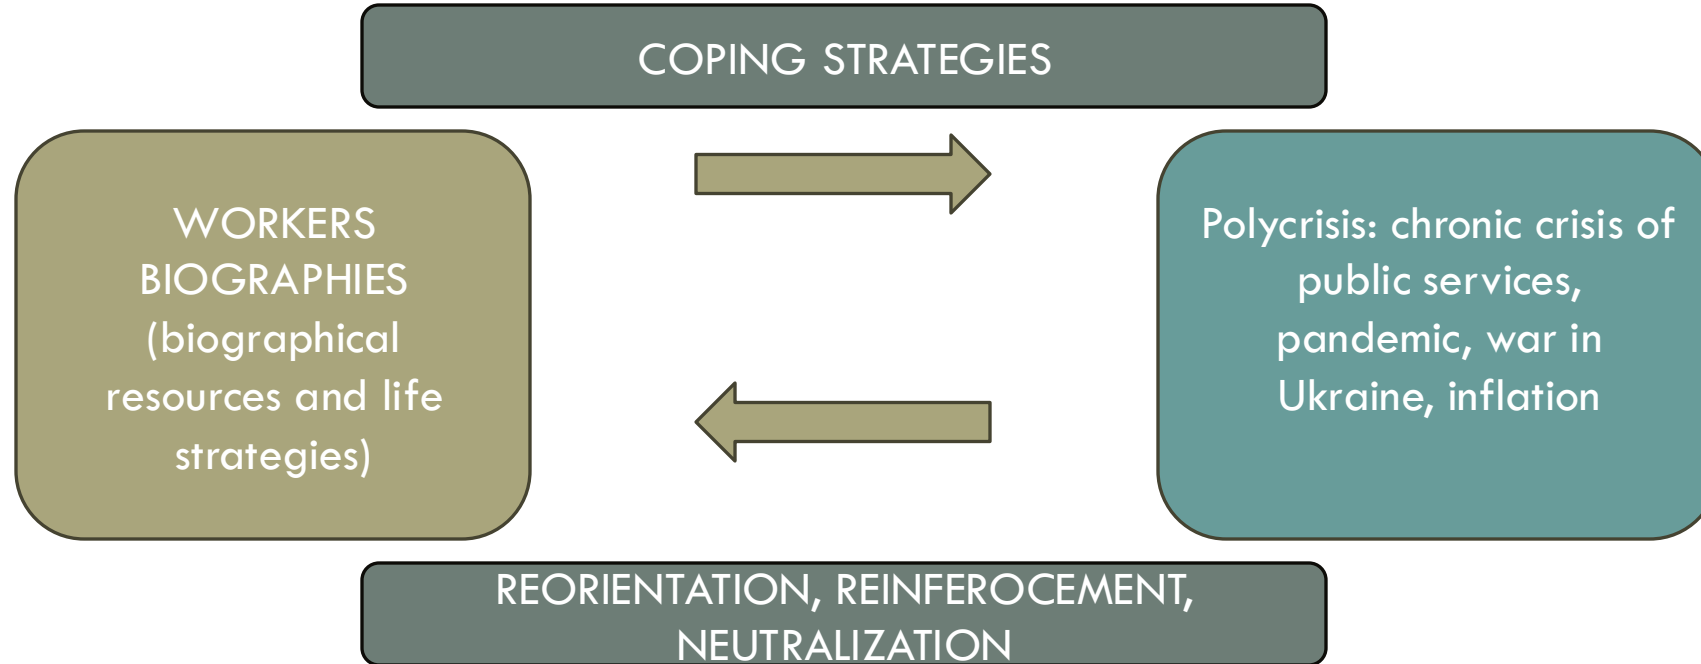 COPING STRATEGIES
WORKERS
BIOGRAPHIES
(biographical
resources and life
strategies)
Polycrisis: chronic crisis of
public services,
pandemic, war in
Ukraine, inflation
REORIENTATION, REINFEROCEMENT,
NEUTRALIZATION